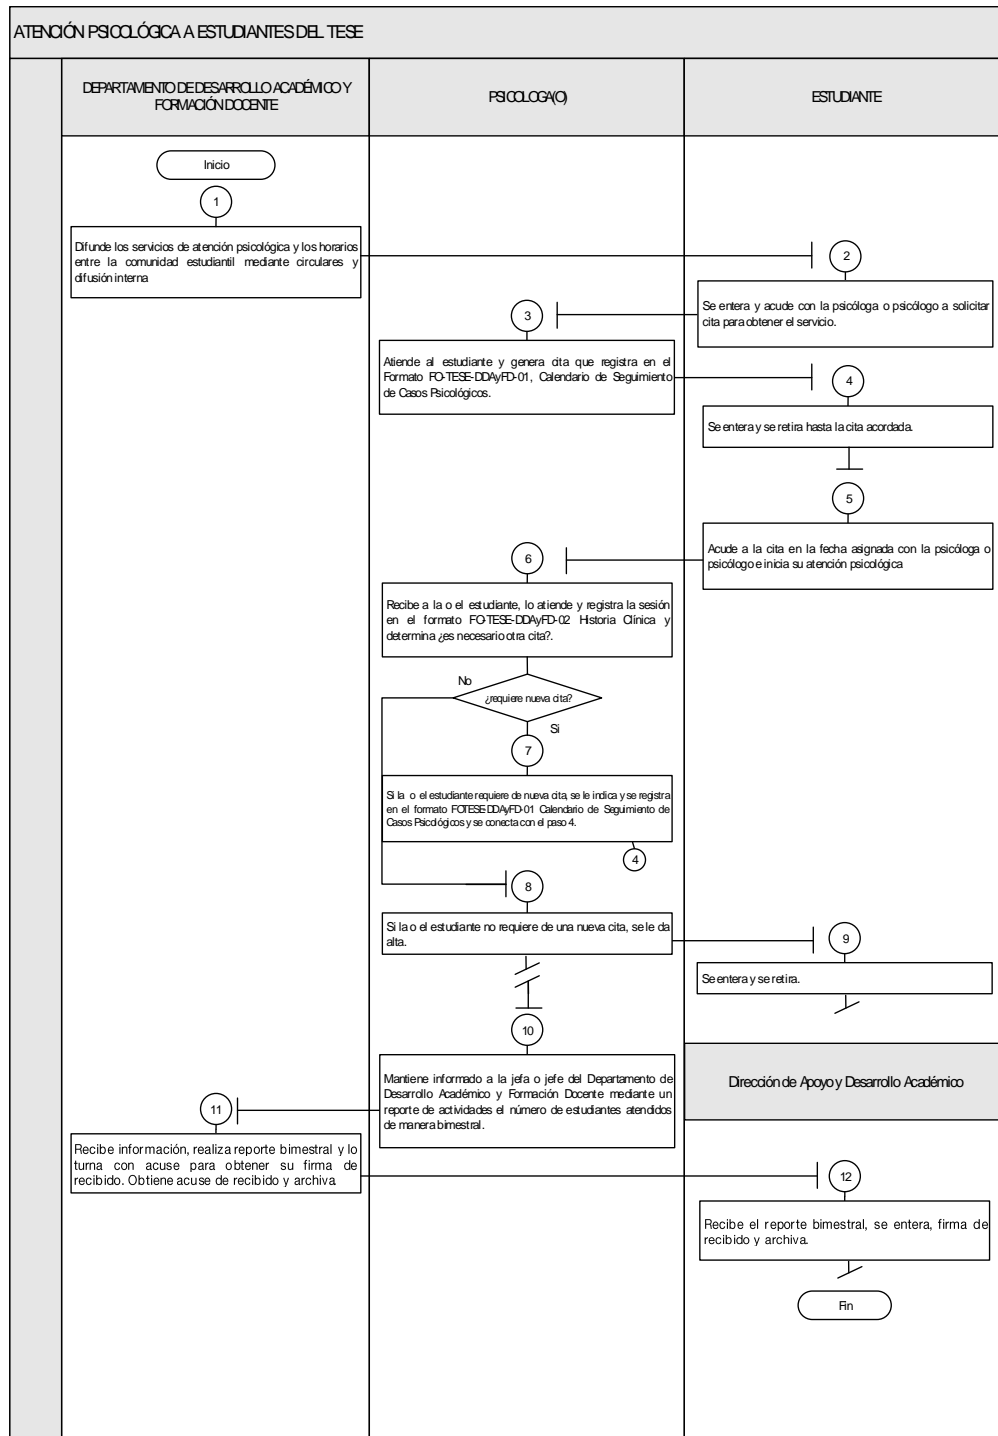 ATENCIÓN PSICOLÓGICA A ESTUDIANTES DEL TESE
DEPARTAMENTO DE DESARROLLO ACADÉMICO Y
FORMACIÓN DOCENTE
PSICOLOGA(O)
ESTUDIANTE
Inicio
1
Difunde los servicios de atención psicológica y los horarios
entre la comunidad estudiantil mediante circulares y
difusión interna
2
Se entera y acude con la psicóloga o psicólogo a solicitar
cita para obtener el servicio.
3
Atiende al estudiante y genera cita que registra en el
Formato FO-TESE-DDAyFD-01, Calendario de Seguimiento
de Casos Psicológicos.
4
Se entera y se retira hasta la cita acordada.
5
Acude a la cita en la fecha asignada con la psicóloga o
psicólogo e inicia su atención psicológica
6
Recibe a la o el estudiante, lo atiende y registra la sesión
en el formato FO-TESE-DDAyFD-02 Historia Clínica y
determina ¿es necesario otra cita?.
No
¿requiere nueva cita?
Si
7
Si la o el estudiante requiere de nueva cita, se le indica y se registra
en el formato FOTESE-DDAyFD-01 Calendario de Seguimiento de
Casos Psicológicos y se conecta con el paso 4.
4
8
Si la o el estudiante no requiere de una nueva cita, se le da
alta.
9
Se entera y se retira.
10
Mantiene informado a la jefa o jefe del Departamento de
Desarrollo Académico y Formación Docente mediante un
reporte de actividades el número de estudiantes atendidos
de manera bimestral.
Dirección de Apoyo y Desarrollo Académico
11
Recibe información, realiza reporte bimestral y lo
turna con acuse para obtener su firma de
recibido. Obtiene acuse de recibido y archiva.
12
Recibe el reporte bimestral, se entera, firma de
recibido y archiva.
Fin